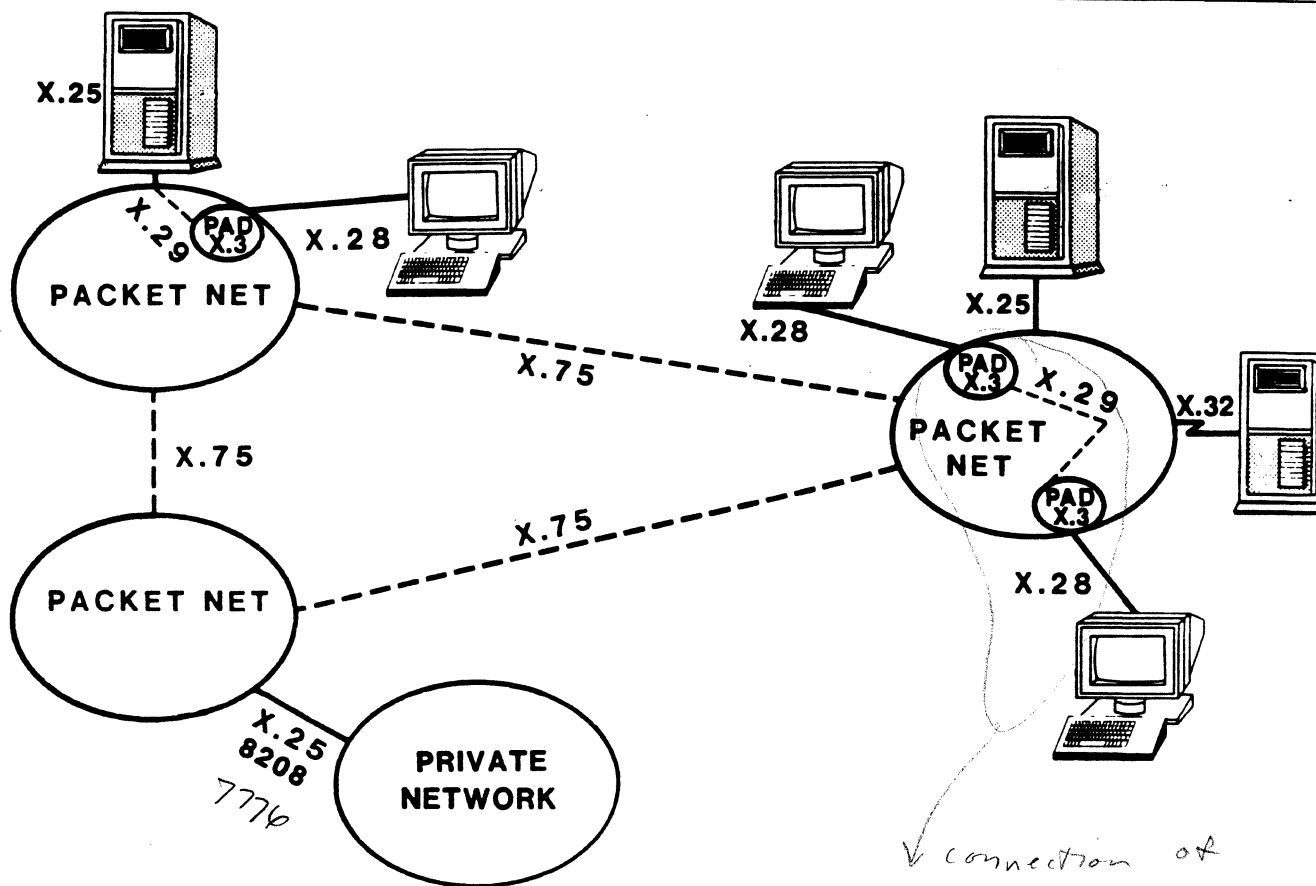 X.25
X.29
PAD
X.3
X.28
PACKET NET
X.75
X.75
PACKET NET
X.75
X.25
8208
7776
PRIVATE
NETWORK
X.28
X.25
PAD
X.3
X.29
X.32
PACKET
NET
PAD
X.3
X.28
connection of